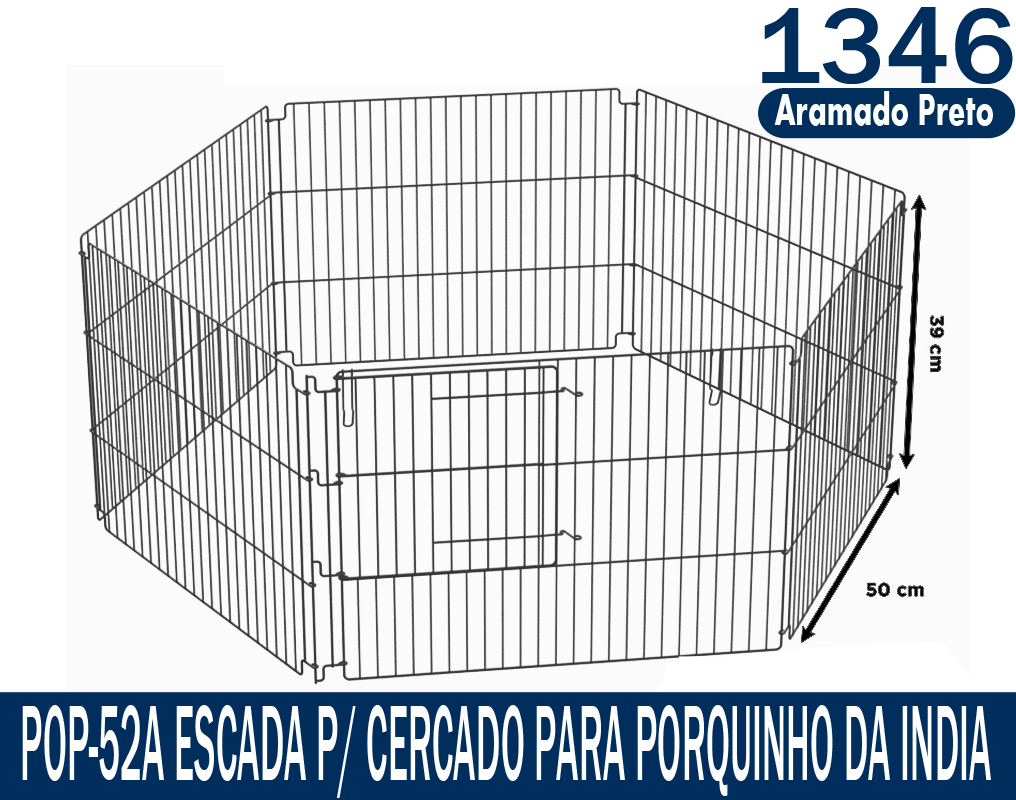 1346
Aramado Preto
39 cm
50 cm
POP-52A ESCADA P/ CERCADO PARA PORQUINHO DA INDIA